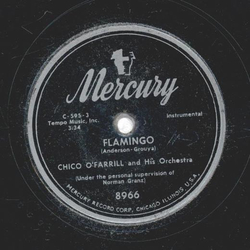 Mercury
C-595-3
Tempo Music, Inc.
3:34
Instrumental
FLAMINGO
(Anderson-Grouya)
CHICO O'FARRILL and His Orchestra
(Under the personal supervision of
Norman Granz)
8966
MERCURY RECORD CORP., CHICAGO ILLINOIS U.S.A.